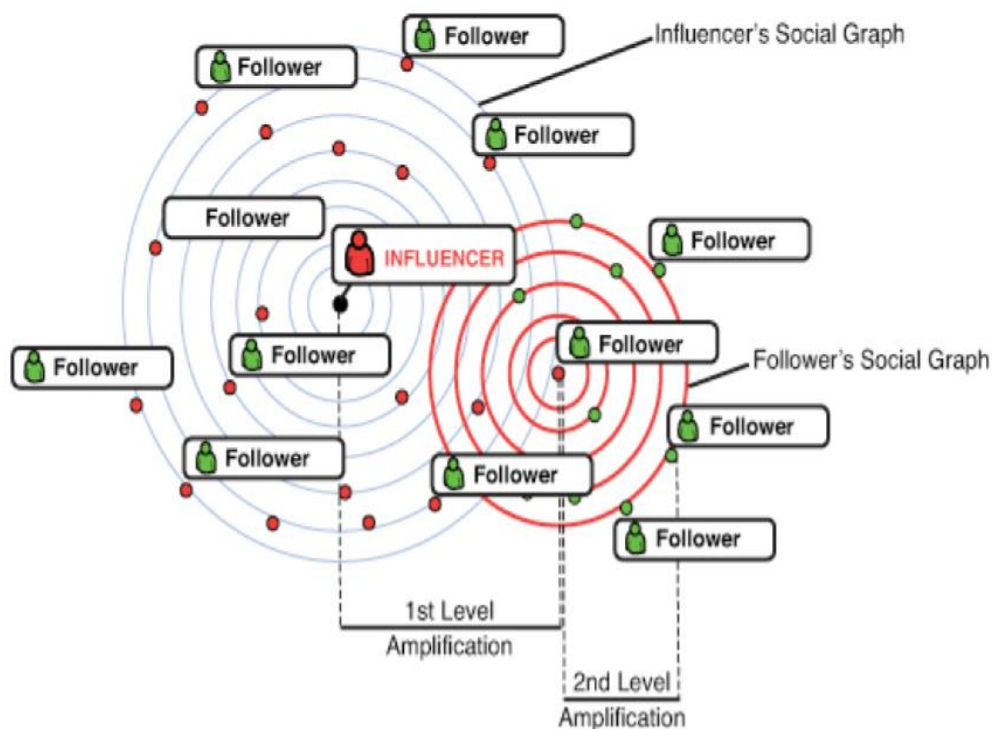 Follower
Influencer's Social Graph
Follower
Follower
Follower
Follower
INFLUENCER
Follower
Follower
Follower
Follower's Social Graph
Follower
Follower
Follower
Follower
Follower
1st Level
Amplification
2nd Level
Amplification